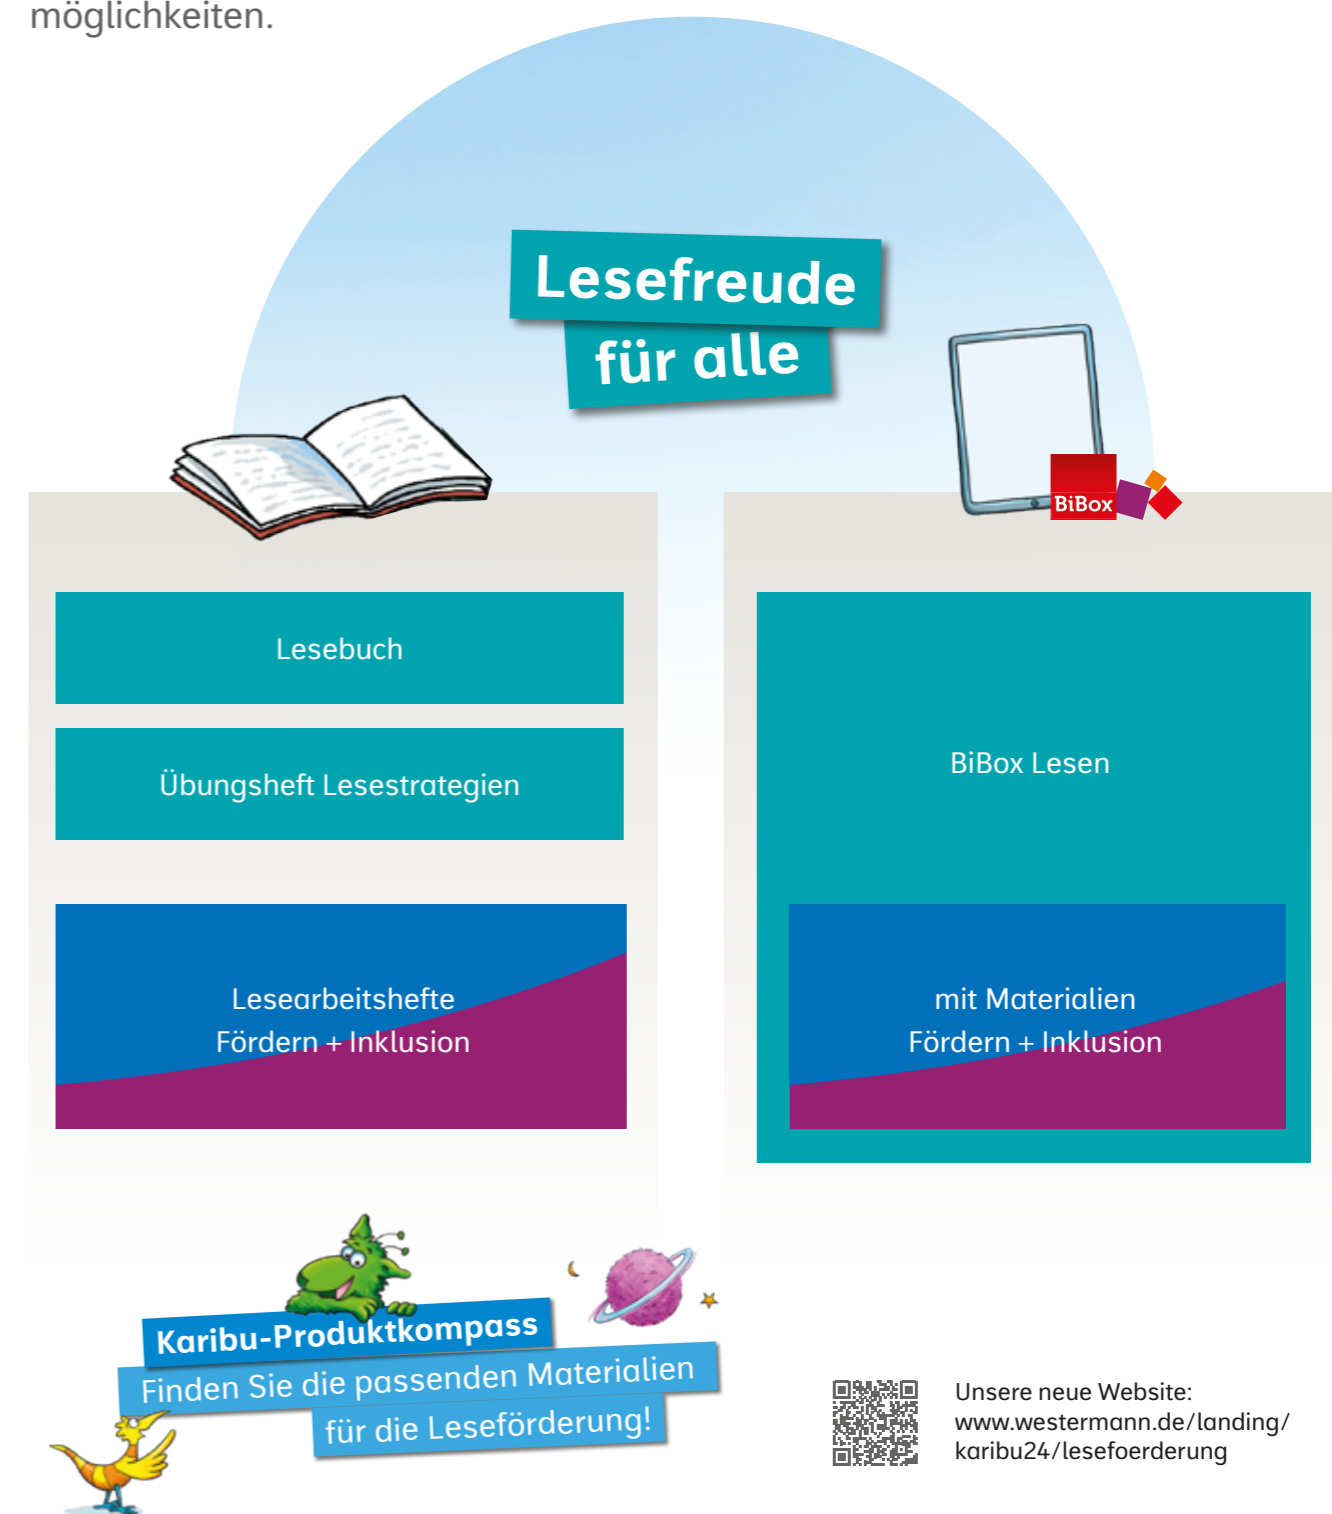 möglichkeiten.
Lesefreude
für alle
BiBox
Lesebuch
Übungsheft Lesestrategien
Lesearbeitshefte
Fördern + Inklusion
BiBox Lesen
mit Materialien
Fördern + Inklusion
Karibu-Produktkompass
Finden Sie die passenden Materialien
für die Leseförderung!
Unsere neue Website:
www.westermann.de/landing/
karibu24/lesefoerderung